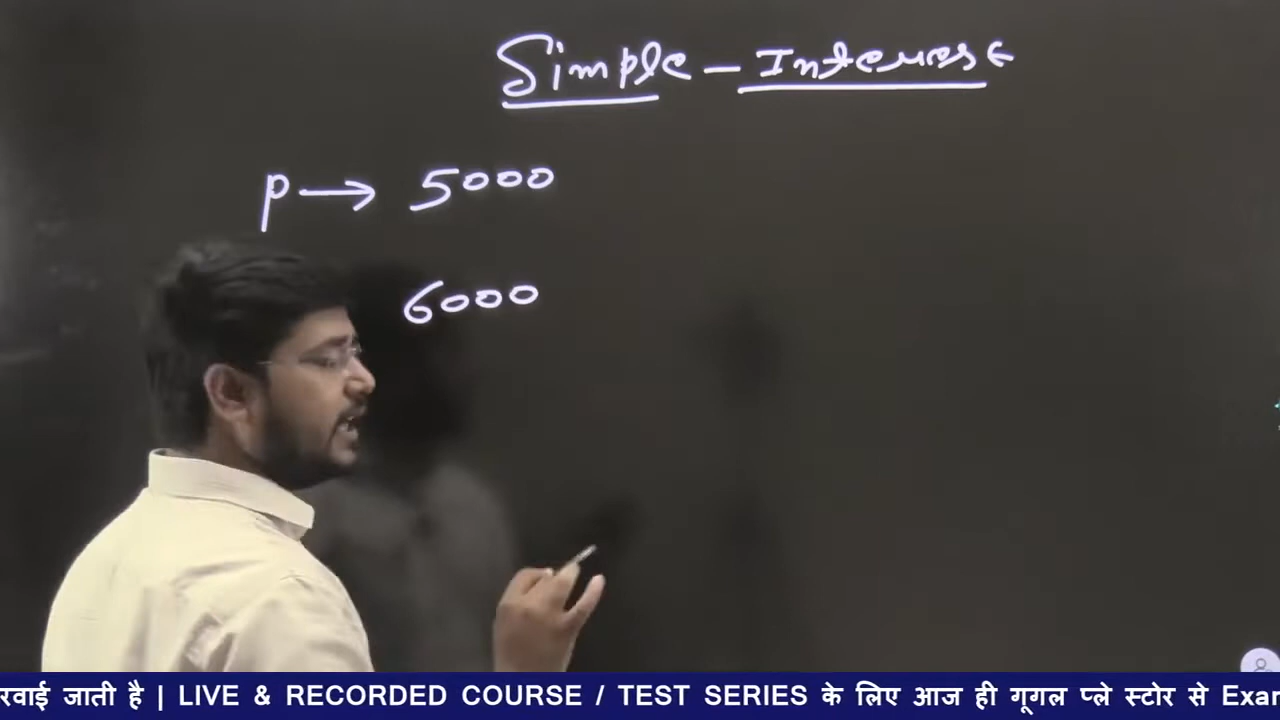 Simple - Interest
P → 5000
6000
रवाई जाती है | LIVE & RECORDED COURSE / TEST SERIES के लिए आज ही गूगल प्ले स्टोर से Exar